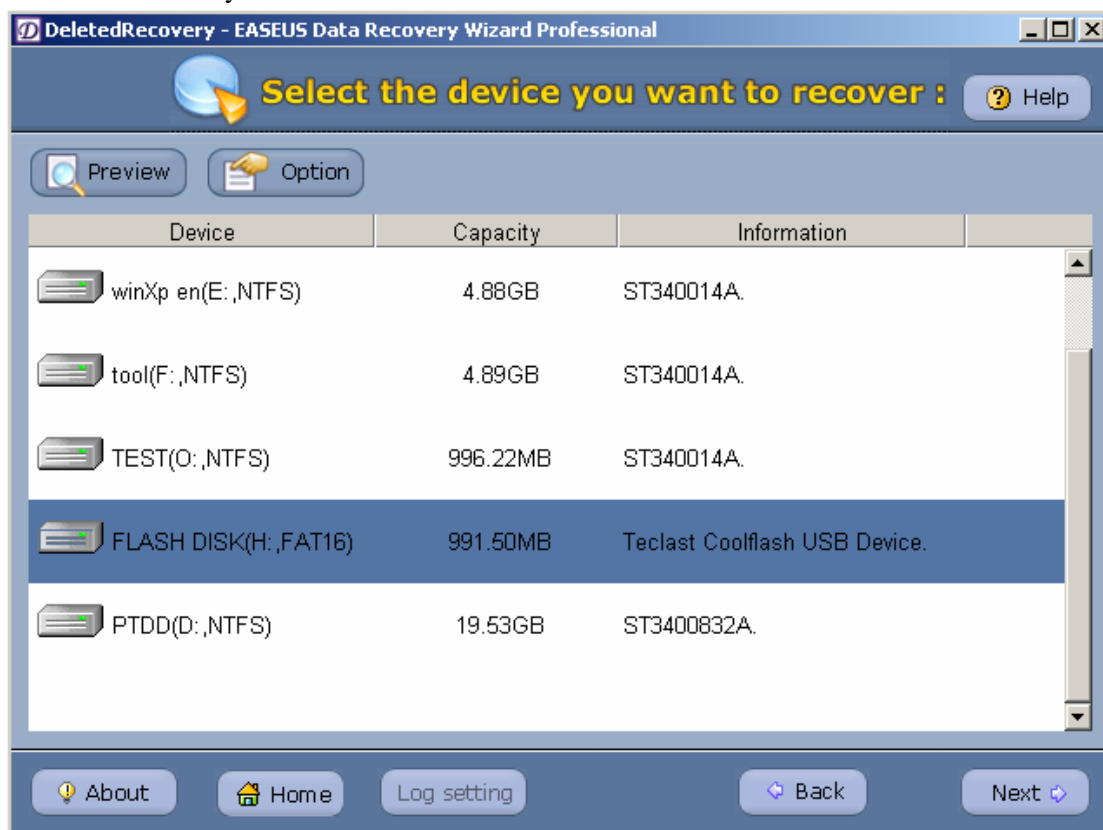 DeletedRecovery - EASEUS Data Recovery Wizard Professional
Select the device you want to recover :
Help
Preview Option
Device Capacity Information
winXp en(E:,NTFS) 4.88GB ST340014A.
tool(F:,NTFS) 4.89GB ST340014A.
TEST(O:,NTFS) 996.22MB ST340014A.
FLASH DISK(H:,FAT16) 991.50MB Teclast Coolflash USB Device.
PTDD(D:,NTFS) 19.53GB ST3400832A.
About Home Log setting Back Next